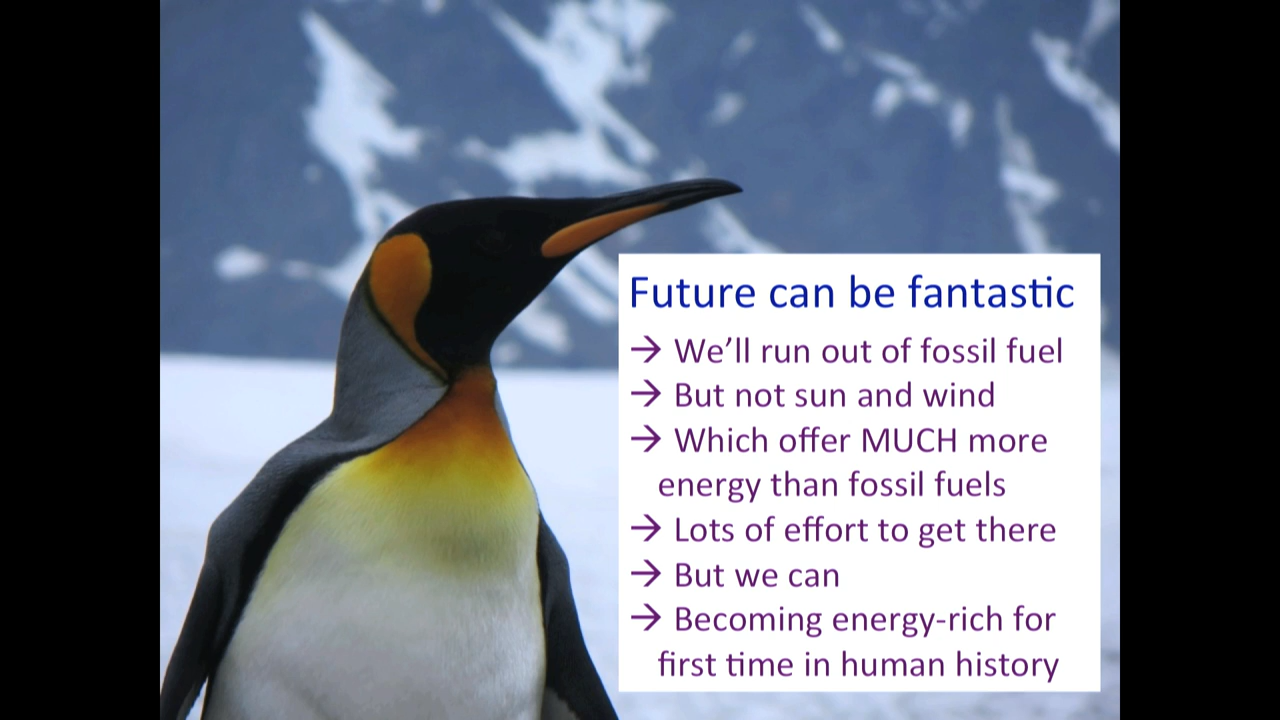 Future can be fantastic
→ We’ll run out of fossil fuel
→ But not sun and wind
→ Which offer MUCH more
energy than fossil fuels
→ Lots of effort to get there
→ But we can
→ Becoming energy-rich for
first time in human history